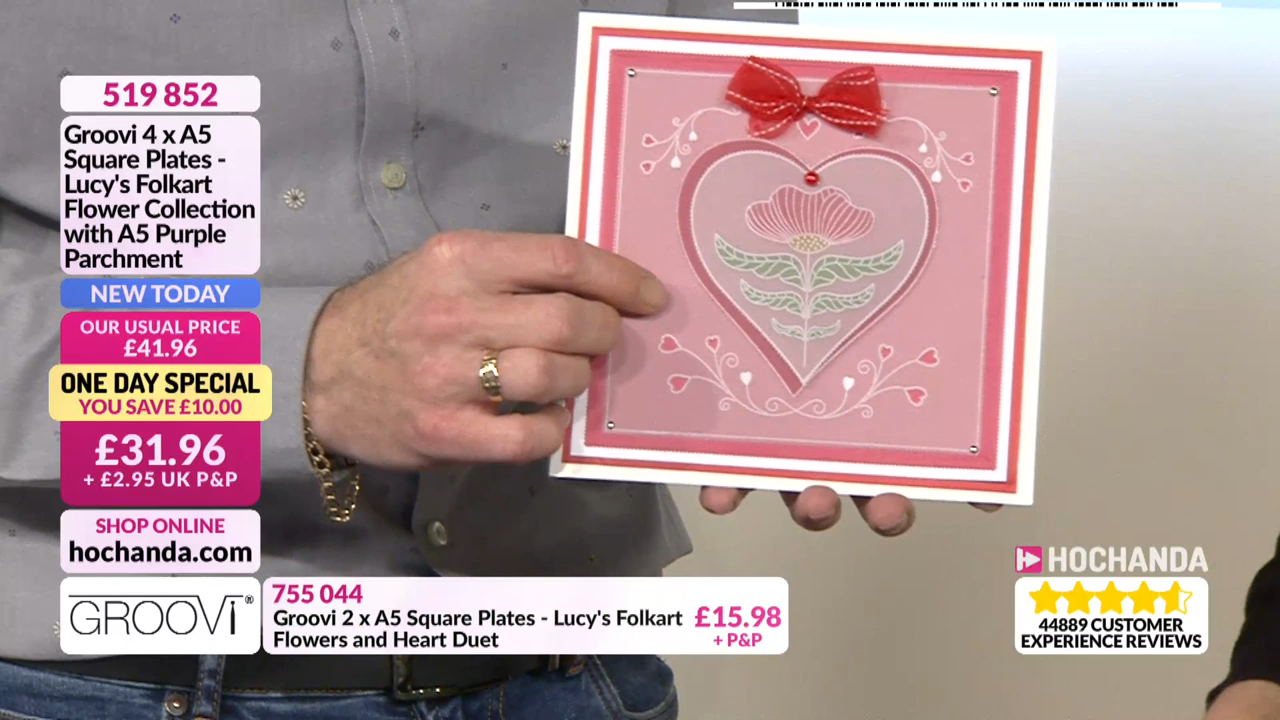 519 852
Groovi 4 x A5
Square Plates -
Lucy's Folkart
Flower Collection
with A5 Purple
Parchment
NEW TODAY
OUR USUAL PRICE
£41.96
ONE DAY SPECIAL
YOU SAVE £10.00
£31.96
+ £2.95 UK P&P
SHOP ONLINE
hochanda.com
GROOVi®
755 044
Groovi 2 x A5 Square Plates - Lucy's Folkart
Flowers and Heart Duet
£15.98
+ P&P
HOCHANDA
44889 CUSTOMER
EXPERIENCE REVIEWS